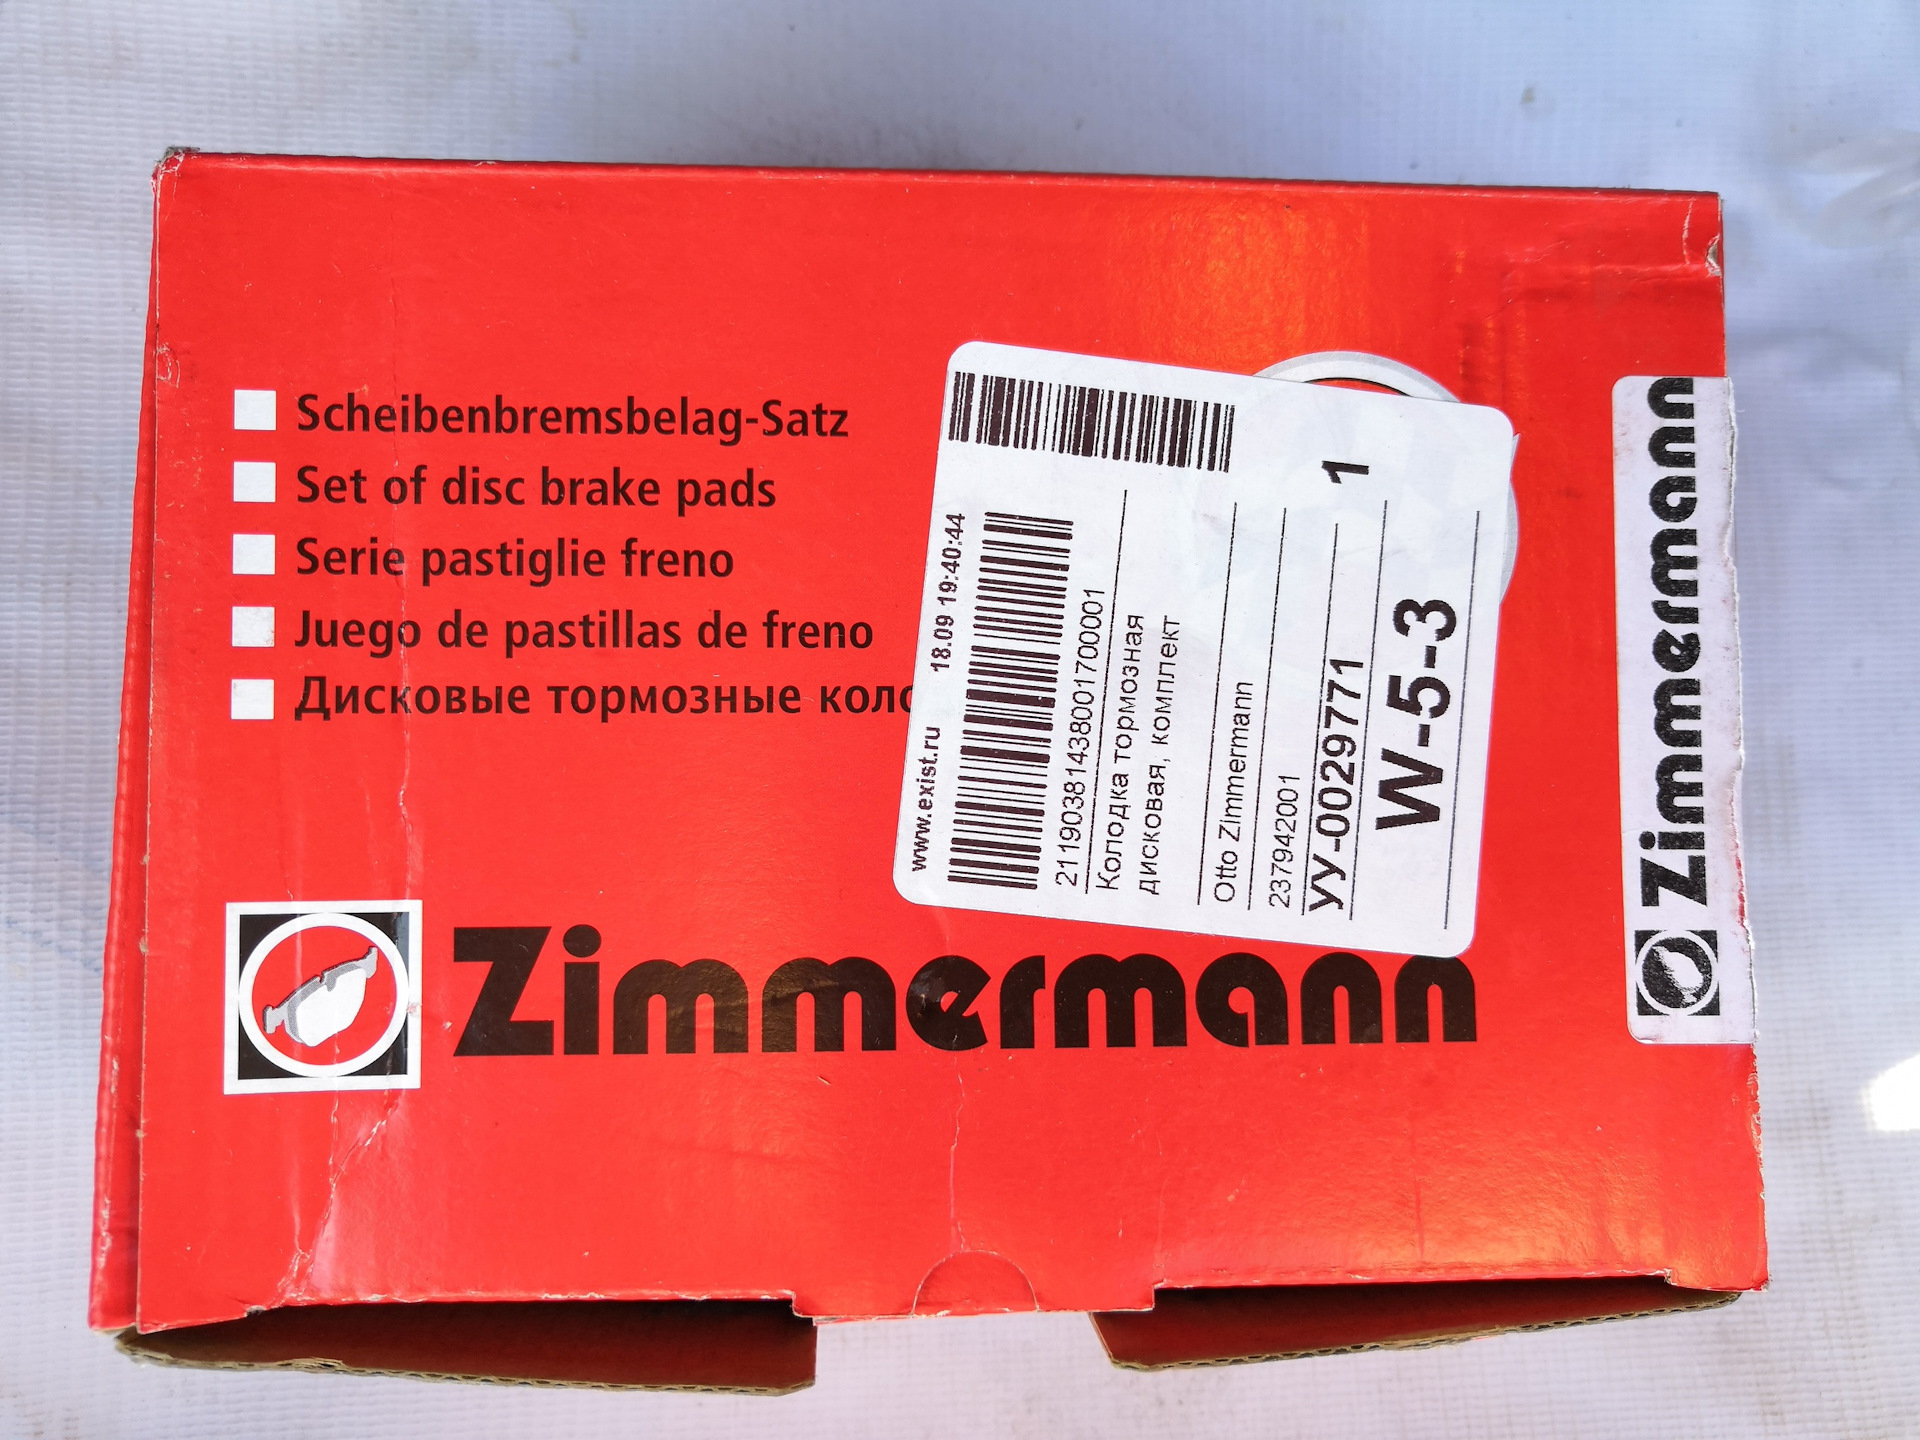 Scheibenbremsbelag-Satz
Set of disc brake pads
Serie pastiglie freno
Juego de pastillas de freno
Дисковые тормозные коло
Zimmermann
www.exist.ru 18.09 19:40:44
2119038143800170001
Колодка тормозная
дисковая, комплект
Otto Zimmermann
237942001
УУ-0029771 1
W-5-3
Zimmermann